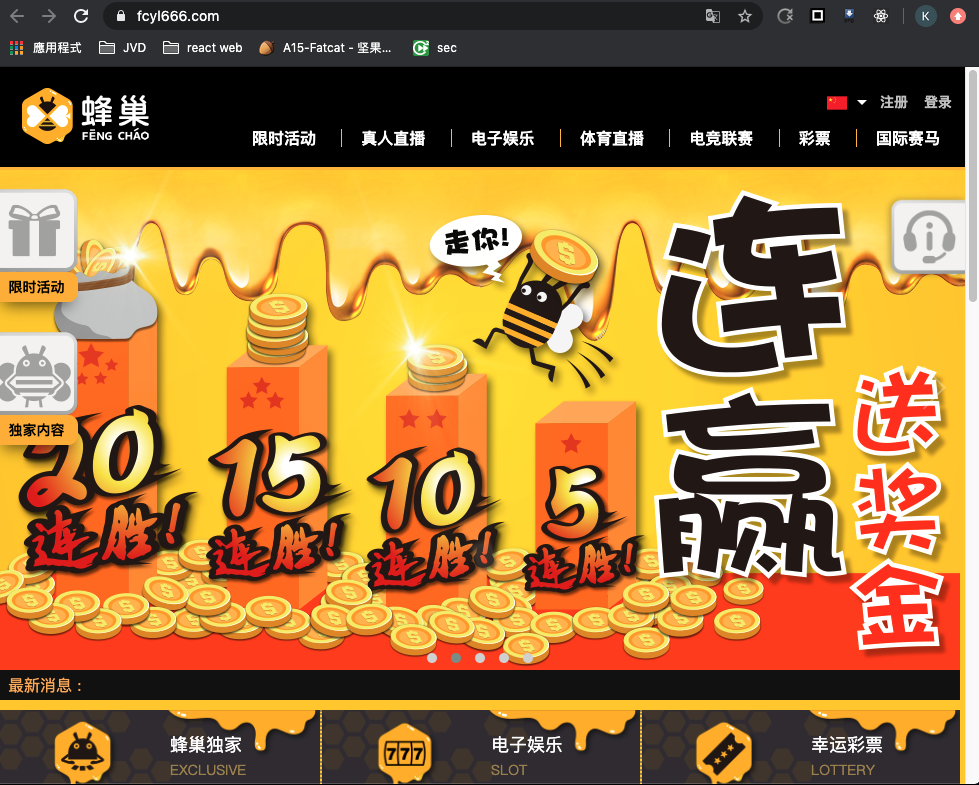 fcyl666.com
K
應用程式
JVD
react web
A15-Fatcat - 坚果...
sec
注册
登录
蜂巢
FĒNG CHÁO
限时活动
真人直播
电子娱乐
体育直播
电竞联赛
彩票
国际赛马
走你!
连赢
送奖金
限时活动
独家内容
20
连胜!
15
连胜!
10
连胜!
5
连胜!
最新消息：
蜂巢独家
EXCLUSIVE
777
电子娱乐
SLOT
幸运彩票
LOTTERY